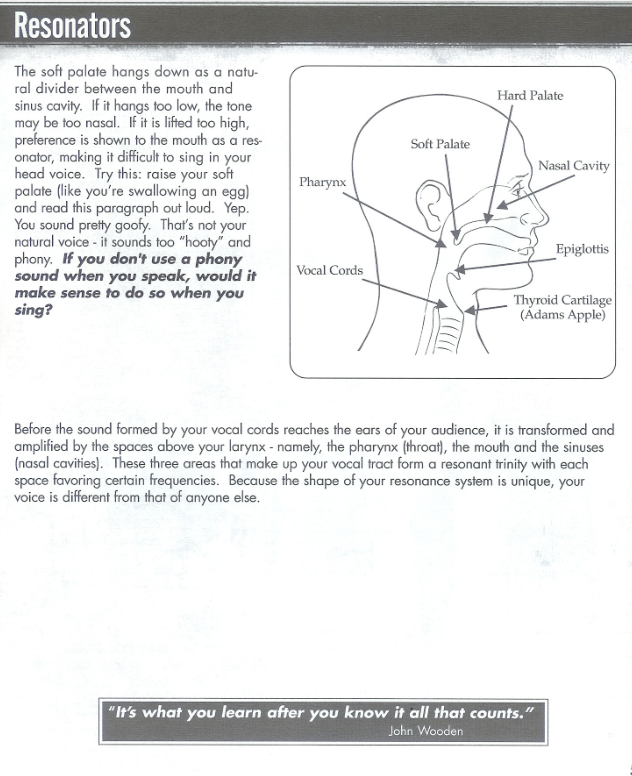 Resonators
The soft palate hangs down as a natu-
ral divider between the mouth and
sinus cavity.  If it hangs too low, the tone
may be too nasal.  If it is lifted too high,
preference is shown to the mouth as a res-
onator, making it difficult to sing in your
head voice.  Try this: raise your soft
palate (like you're swallowing an egg)
and read this paragraph out loud.  Yep.
You sound pretty goofy.  That's not your
natural voice - it sounds too "hooty" and
phony.  If you don't use a phony
sound when you speak, would it
make sense to do so when you
sing?
Hard Palate
Soft Palate
Nasal Cavity
Pharynx
Epiglottis
Vocal Cords
Thyroid Cartilage
(Adams Apple)
Before the sound formed by your vocal cords reaches the ears of your audience, it is transformed and
amplified by the spaces above your larynx - namely, the pharynx (throat), the mouth and the sinuses
(nasal cavities).  These three areas that make up your vocal tract form a resonant trinity with each
space favoring certain frequencies.  Because the shape of your resonance system is unique, your
voice is different from that of anyone else.
"It's what you learn after you know it all that counts."
John Wooden